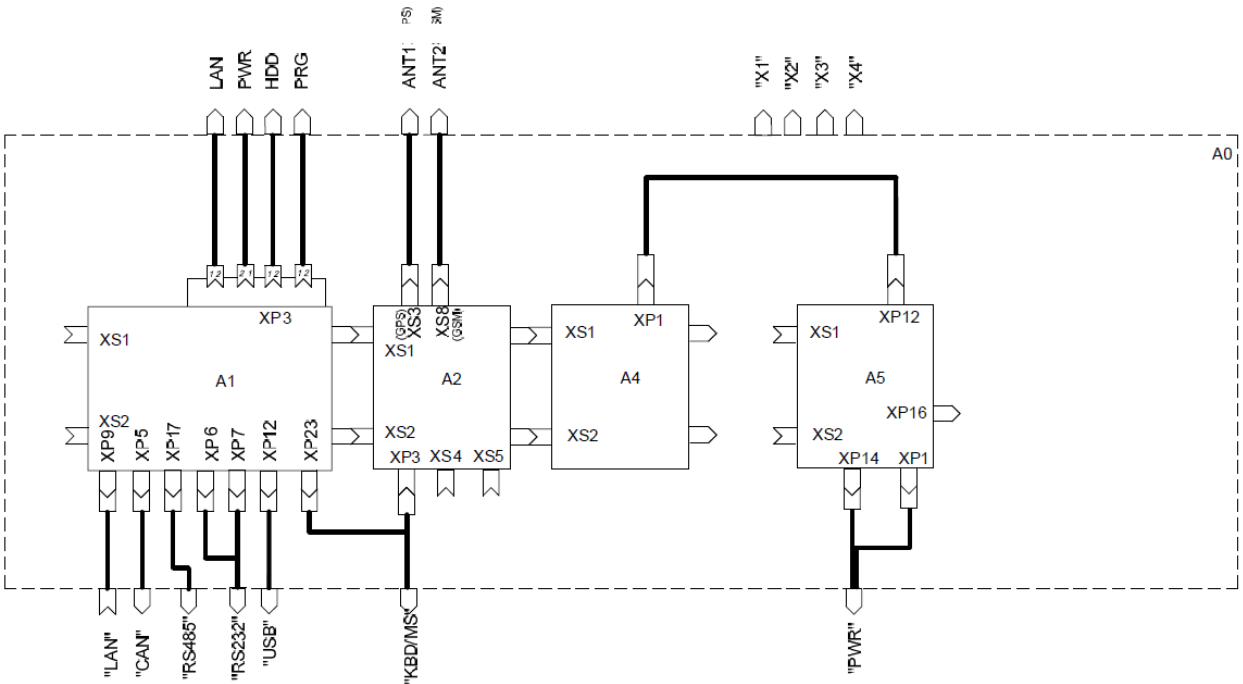 LAN
PWR
HDD
PRG
ANT1
PS)
ANT2
SM)
"X1"
"X2"
"X3"
"X4"
A0
1 2
2 1
1 2
1 2
XP3
XS1
A1
XS2
XP9
XP5
XP17
XP6
XP7
XP12
XP23
(GPS)
XS3
XS8
(GSM)
XS1
A2
XS2
XP3
XS4
XS5
XP1
XS1
A4
XS2
XP12
XS1
A5
XP16
XS2
XP14
XP1
"LAN"
"CAN"
"RS485"
"RS232"
"USB"
"KBD/MS"
"PWR"